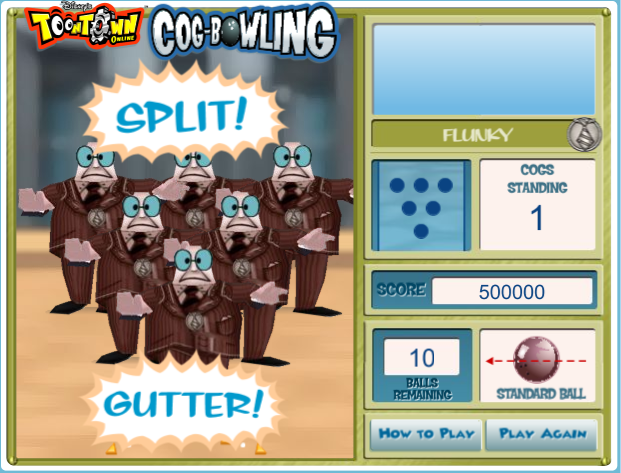 Disney's
TOONTOWN
ONLINE
COG-BOWLING
SPLIT!
FLUNKY
COGS
STANDING
1
SCORE 500000
10
BALLS
REMAINING
STANDARD BALL
GUTTER!
HOW TO PLAY
PLAY AGAIN